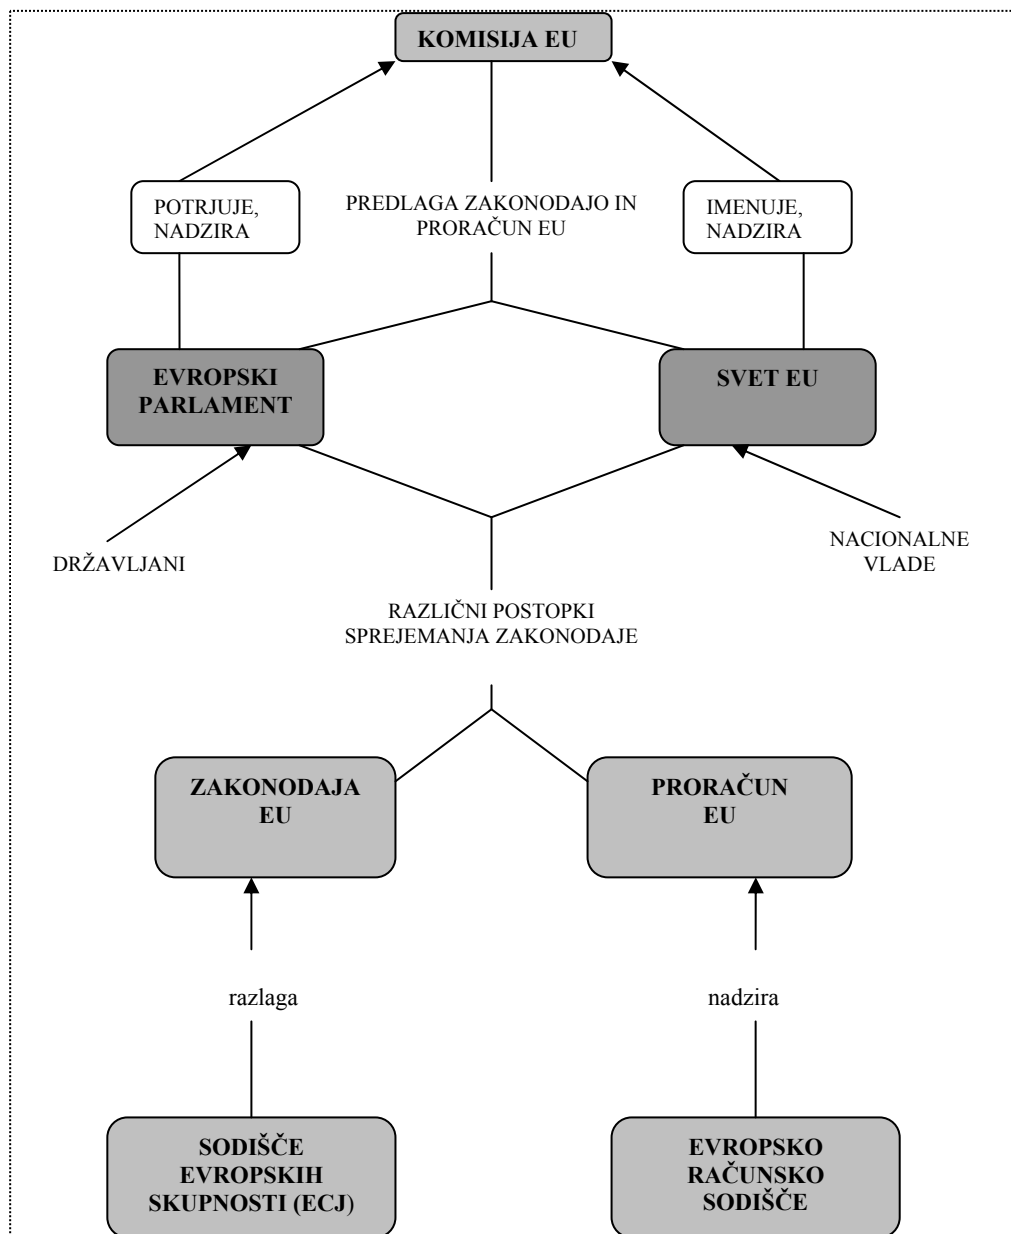 KOMISIJA EU
POTRJUJE,
NADZIRA
PREDLAGA ZAKONODAJO IN
PRORAČUN EU
IMENUJE,
NADZIRA
EVROPSKI
PARLAMENT
SVET EU
DRŽAVLJANI
NACIONALNE
VLADE
RAZLIČNI POSTOPKI
SPREJEMANJA ZAKONODAJE
ZAKONODAJA
EU
PRORAČUN
EU
razlaga
nadzira
SODIŠČE
EVROPSKIH
SKUPNOSTI (ECJ)
EVROPSKO
RAČUNSKO
SODIŠČE